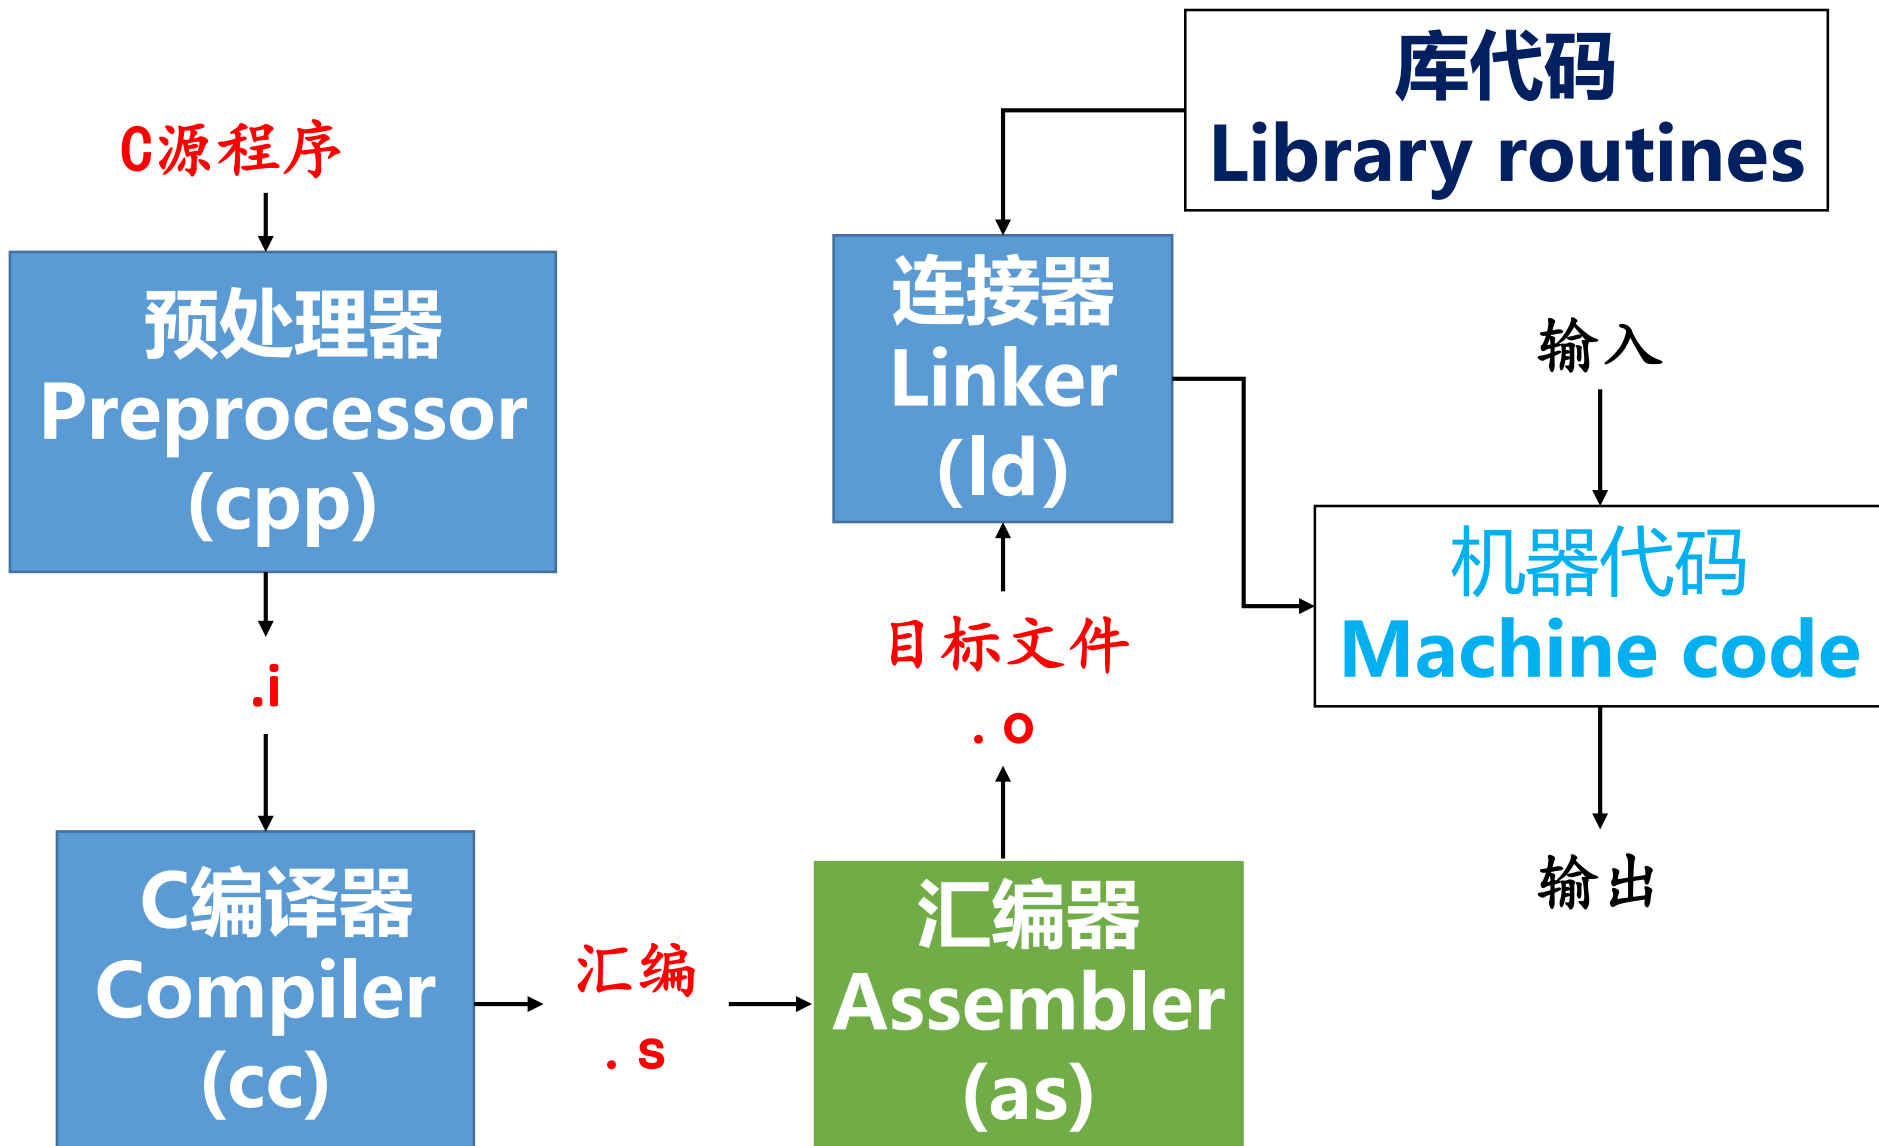 C源程序
预处理器
Preprocessor
(cpp)
.i
C编译器
Compiler
(cc)
汇编
.s
汇编器
Assembler
(as)
目标文件
.o
连接器
Linker
(ld)
库代码
Library routines
输入
机器代码
Machine code
输出